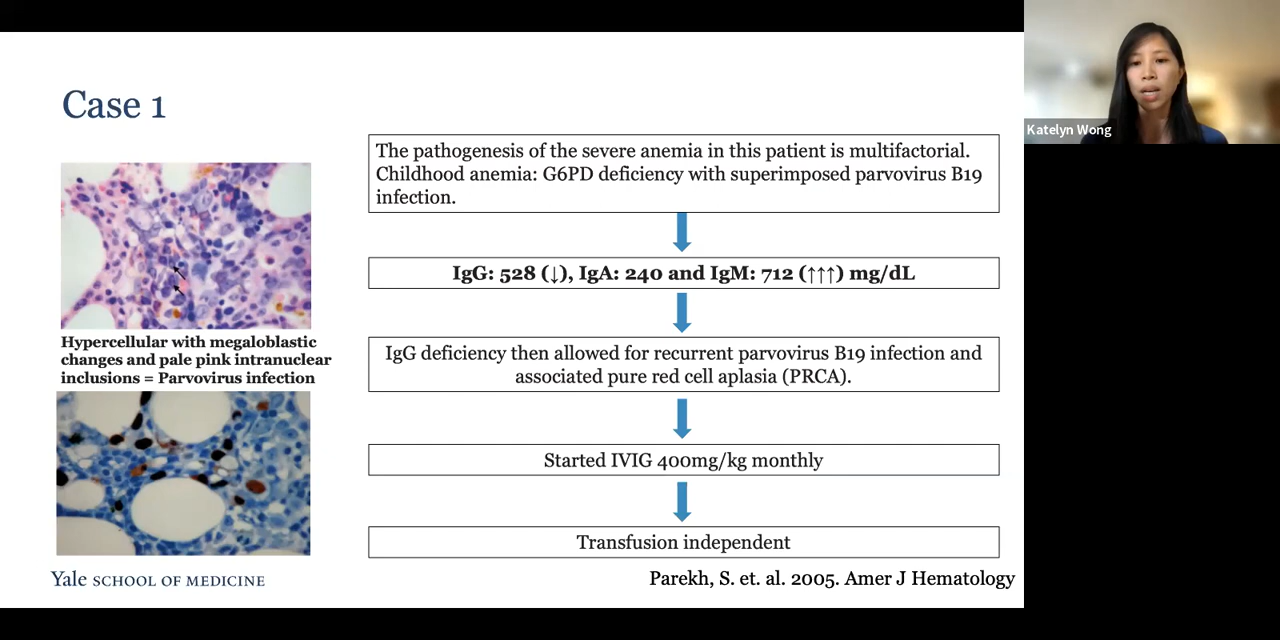 Case 1
The pathogenesis of the severe anemia in this patient is multifactorial.
Childhood anemia: G6PD deficiency with superimposed parvovirus B19
infection.
IgG: 528 (↓), IgA: 240 and IgM: 712 (↑↑↑) mg/dL
IgG deficiency then allowed for recurrent parvovirus B19 infection and
associated pure red cell aplasia (PRCA).
Started IVIG 400mg/kg monthly
Transfusion independent
Hypercellular with megaloblastic
changes and pale pink intranuclear
inclusions = Parvovirus infection
Yale SCHOOL OF MEDICINE
Parekh, S. et. al. 2005. Amer J Hematology
Katelyn Wong